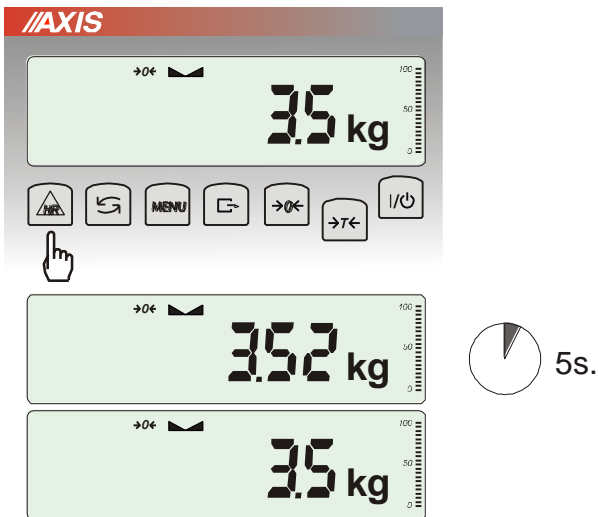 //AXIS
→0←
100
3.5 kg
50
0
HR
MENU
→0←
→T←
I/⏻
→0←
100
3.52 kg
50
0
5s.
→0←
100
3.5 kg
50
0